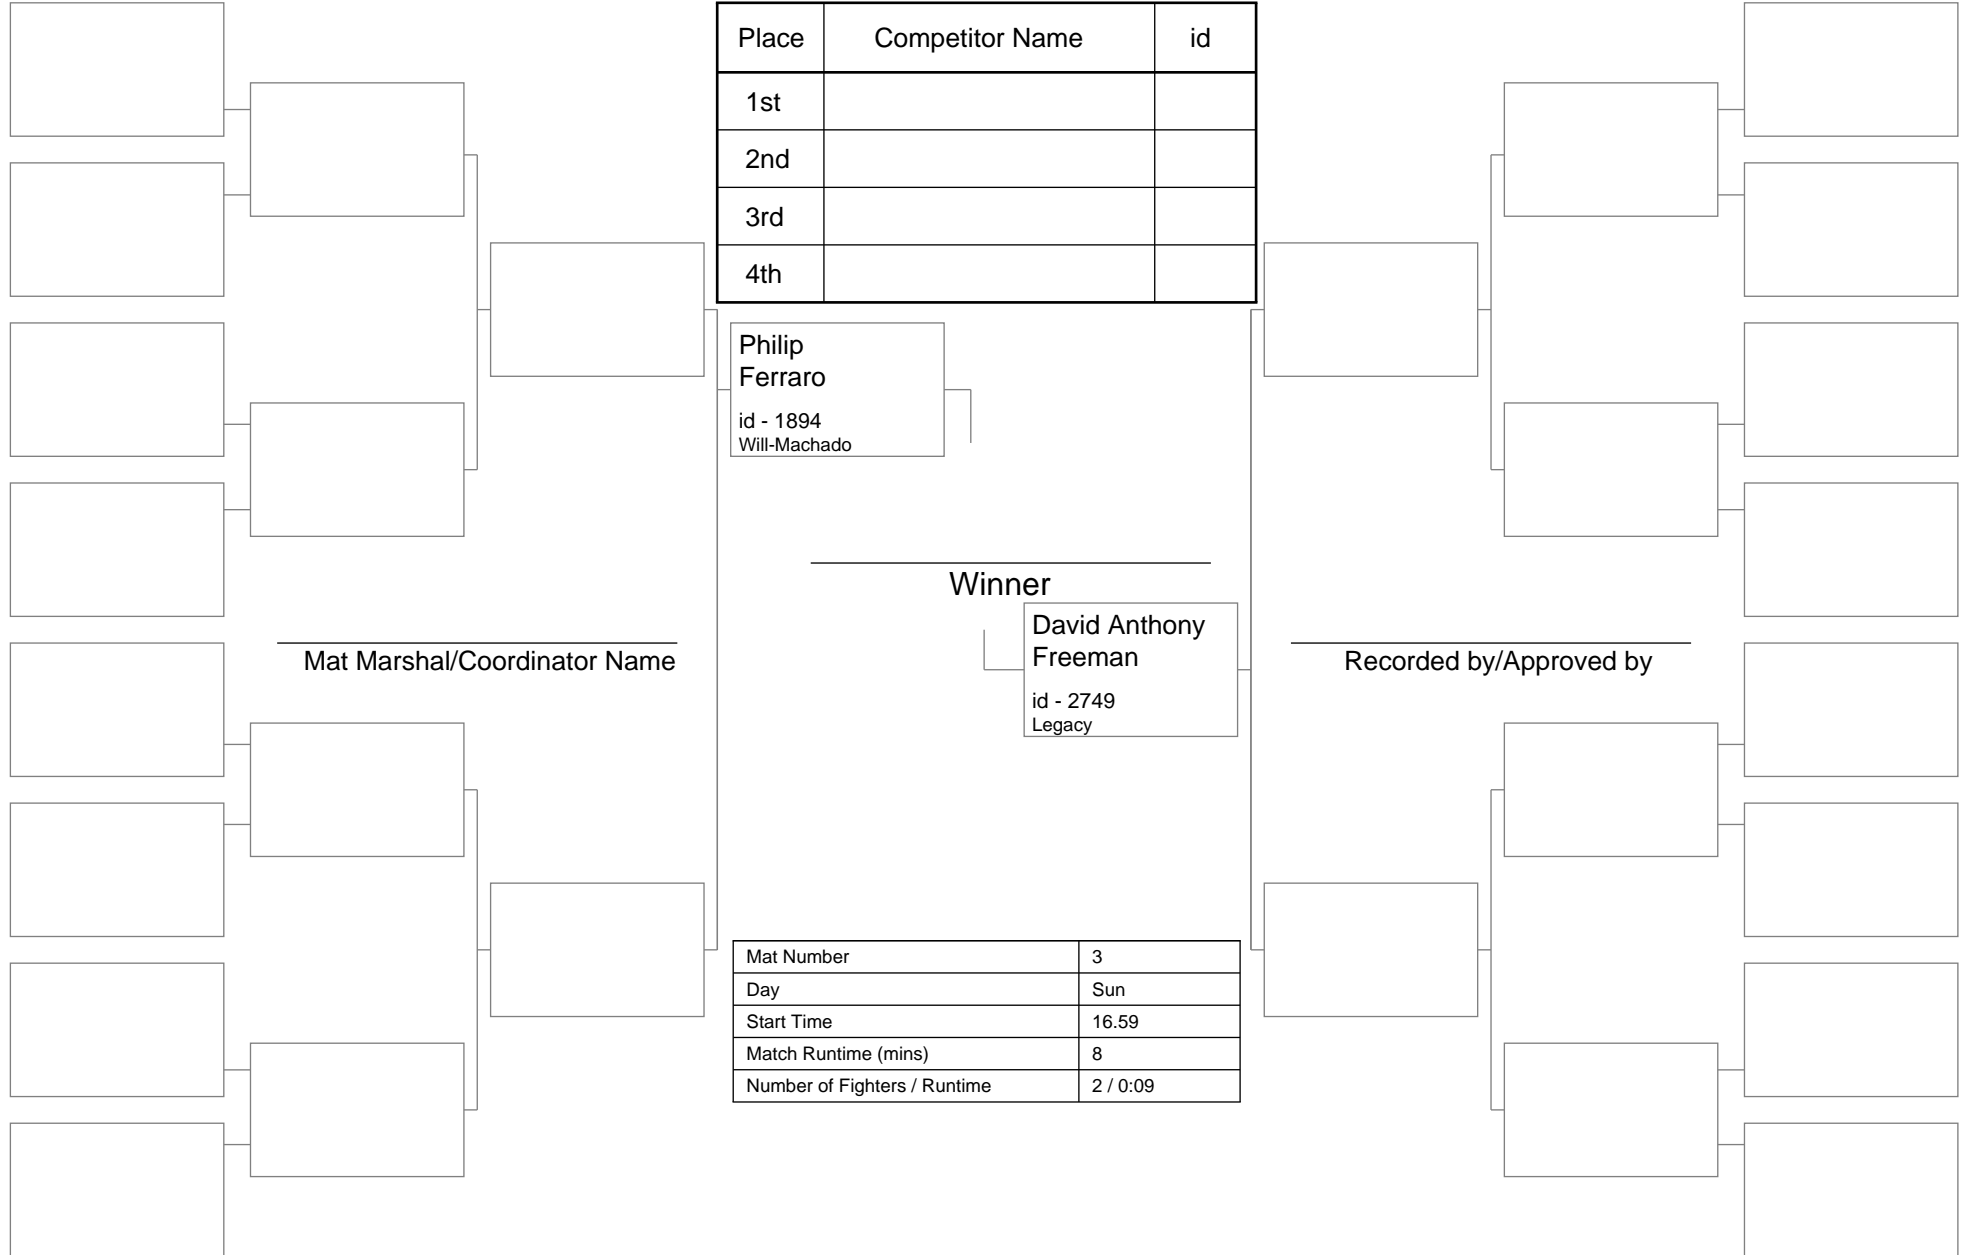 Place Competitor Name id
1st
2nd
3rd
4th
Philip
Ferraro
id - 1894
Will-Machado
Winner
David Anthony
Freeman
id - 2749
Legacy
Mat Marshal/Coordinator Name
Recorded by/Approved by
Mat Number 3
Day Sun
Start Time 16.59
Match Runtime (mins) 8
Number of Fighters / Runtime 2 / 0:09